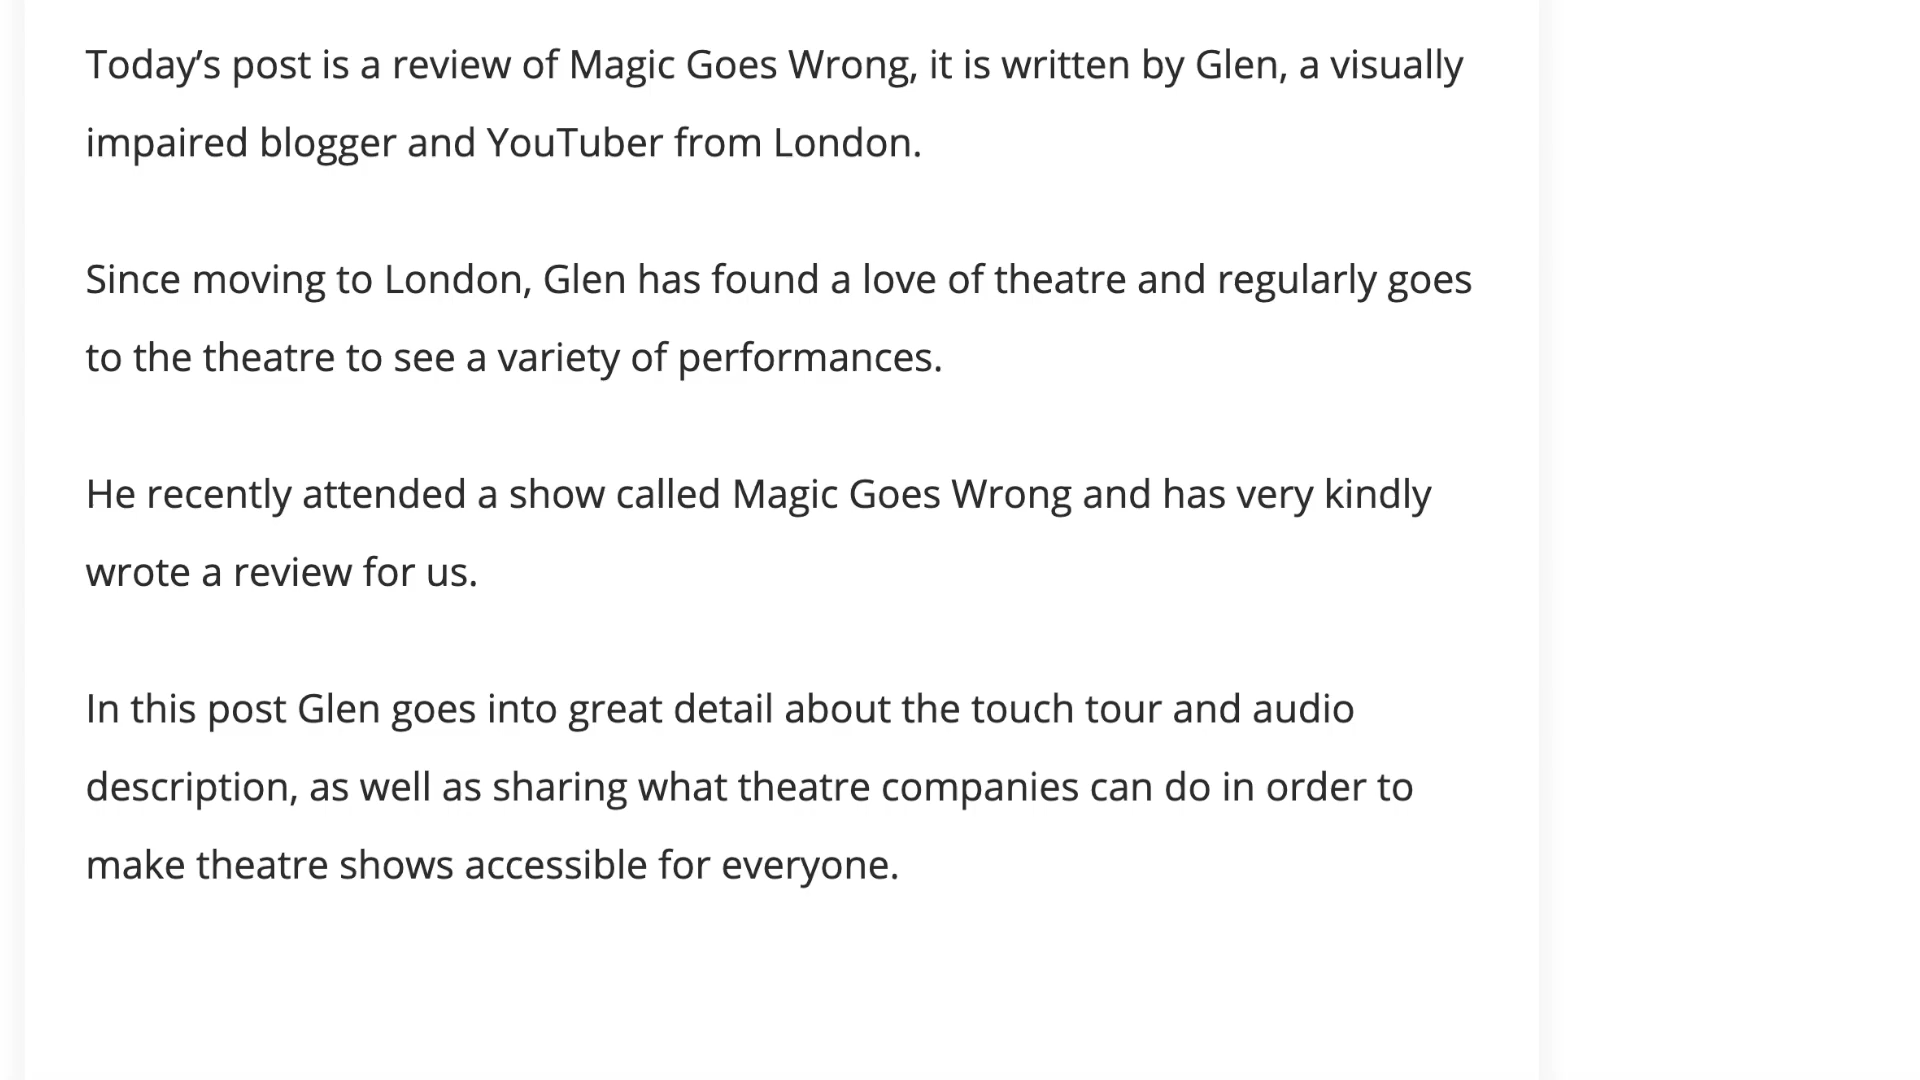 Today’s post is a review of Magic Goes Wrong, it is written by Glen, a visually
impaired blogger and YouTuber from London.
Since moving to London, Glen has found a love of theatre and regularly goes
to the theatre to see a variety of performances.
He recently attended a show called Magic Goes Wrong and has very kindly
wrote a review for us.
In this post Glen goes into great detail about the touch tour and audio
description, as well as sharing what theatre companies can do in order to
make theatre shows accessible for everyone.